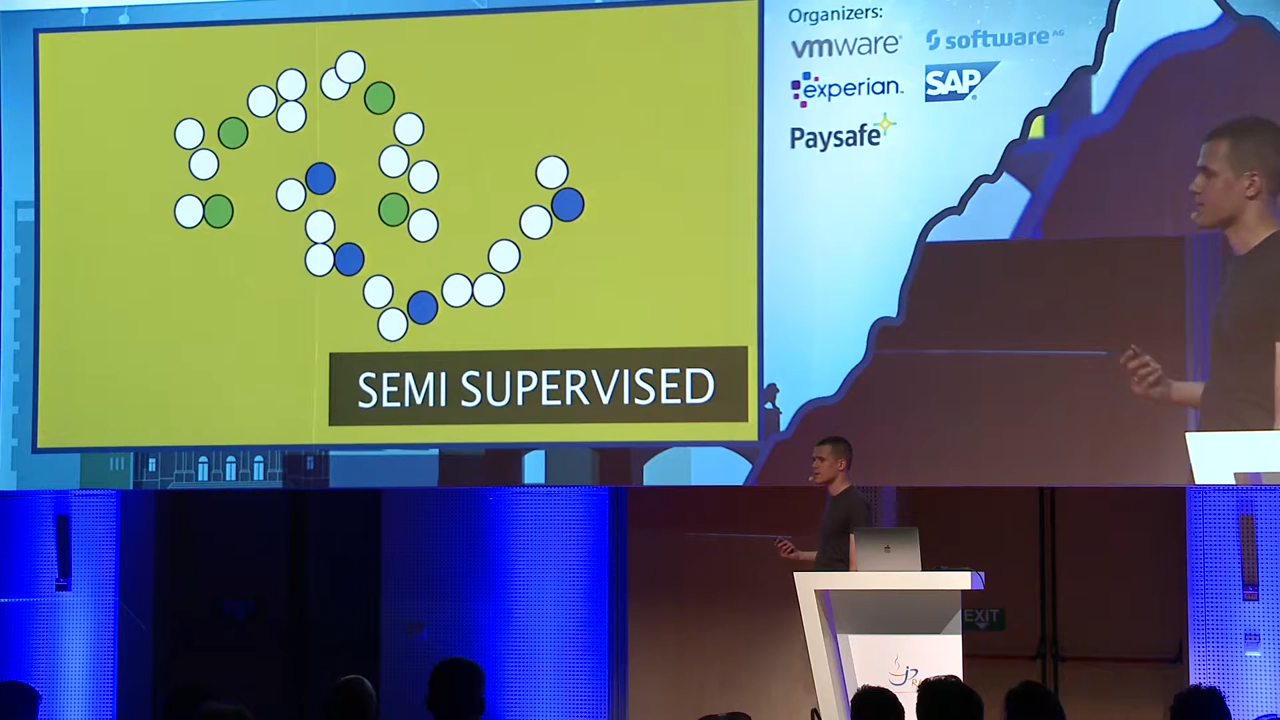 SEMI SUPERVISED
Organizers:
vmware
software AG
experian.
SAP
Paysafe
EXIT